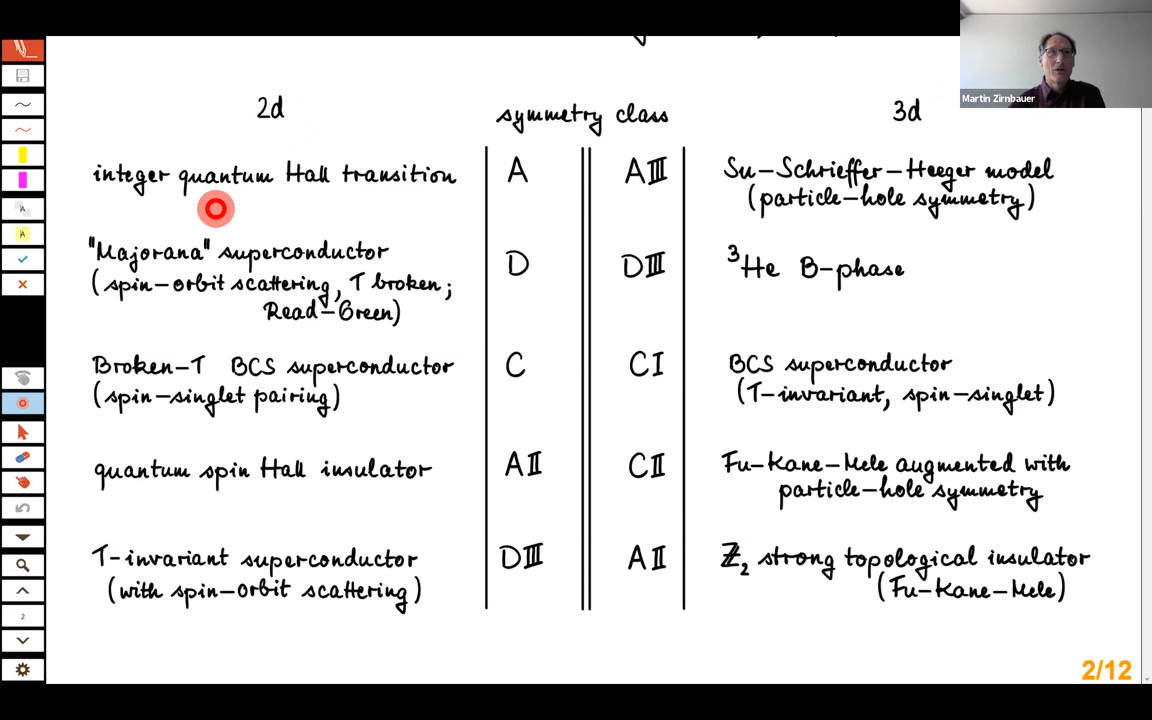 Martin Zirnbauer
2d symmetry class 3d
integer quantum Hall transition A AIII Su-Schrieffer-Heeger model
(particle-hole symmetry)
"Majorana" superconductor D DIII ³He B-phase
(spin-orbit scattering, T broken;
Read-Green)
Broken-T BCS superconductor C CI BCS superconductor
(spin-singlet pairing) (T-invariant, spin-singlet)
quantum spin Hall insulator AII CII Fu-Kane-Mele augmented with
particle-hole symmetry
T-invariant superconductor DIII AII ℤ₂ strong topological insulator
(with spin-orbit scattering) (Fu-Kane-Mele)
2
2/12